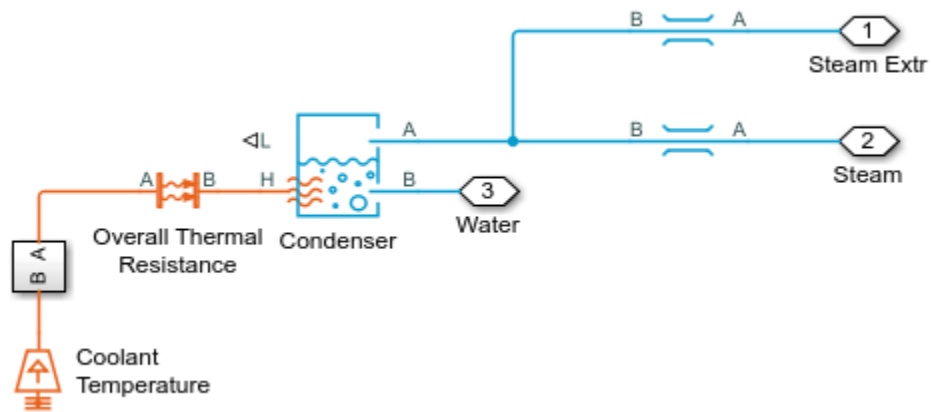 B A 1
Steam Extr
L A B A 2
Steam
A B H B 3
Water
Overall Thermal
Resistance
Condenser
A
B
Coolant
Temperature